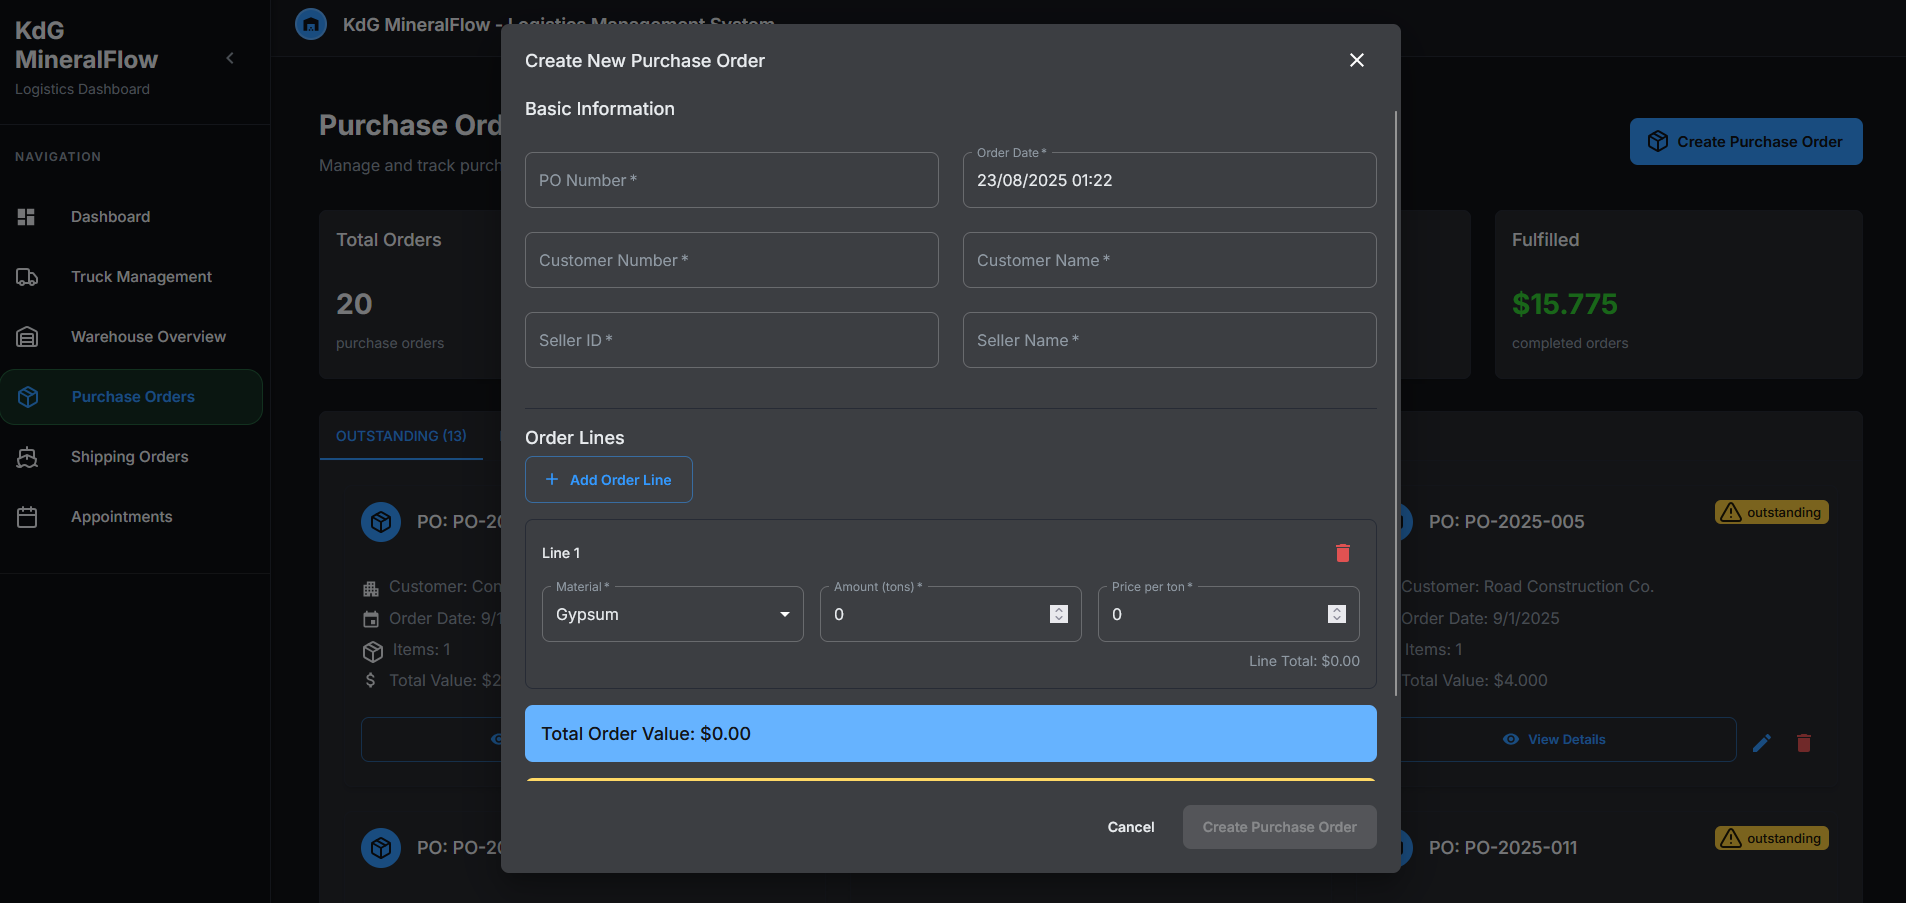 KdG
MineralFlow
Logistics Dashboard
NAVIGATION
Dashboard
Truck Management
Warehouse Overview
Purchase Orders
Shipping Orders
Appointments
KdG MineralFlow - Logistics Management System
Purchase Ord
Manage and track purch
Create Purchase Order
Total Orders
20
purchase orders
Fulfilled
$15.775
completed orders
OUTSTANDING (13)
PO: PO-20
Customer: Con
Order Date: 9/1
Items: 1
Total Value: $2
PO: PO-2025-005
outstanding
Customer: Road Construction Co.
Order Date: 9/1/2025
Items: 1
Total Value: $4.000
View Details
PO: PO-20
PO: PO-2025-011
outstanding
Create New Purchase Order
Basic Information
PO Number *
Order Date *
23/08/2025 01:22
Customer Number *
Customer Name *
Seller ID *
Seller Name *
Order Lines
+ Add Order Line
Line 1
Material *
Gypsum
Amount (tons) *
0
Price per ton *
0
Line Total: $0.00
Total Order Value: $0.00
Cancel
Create Purchase Order